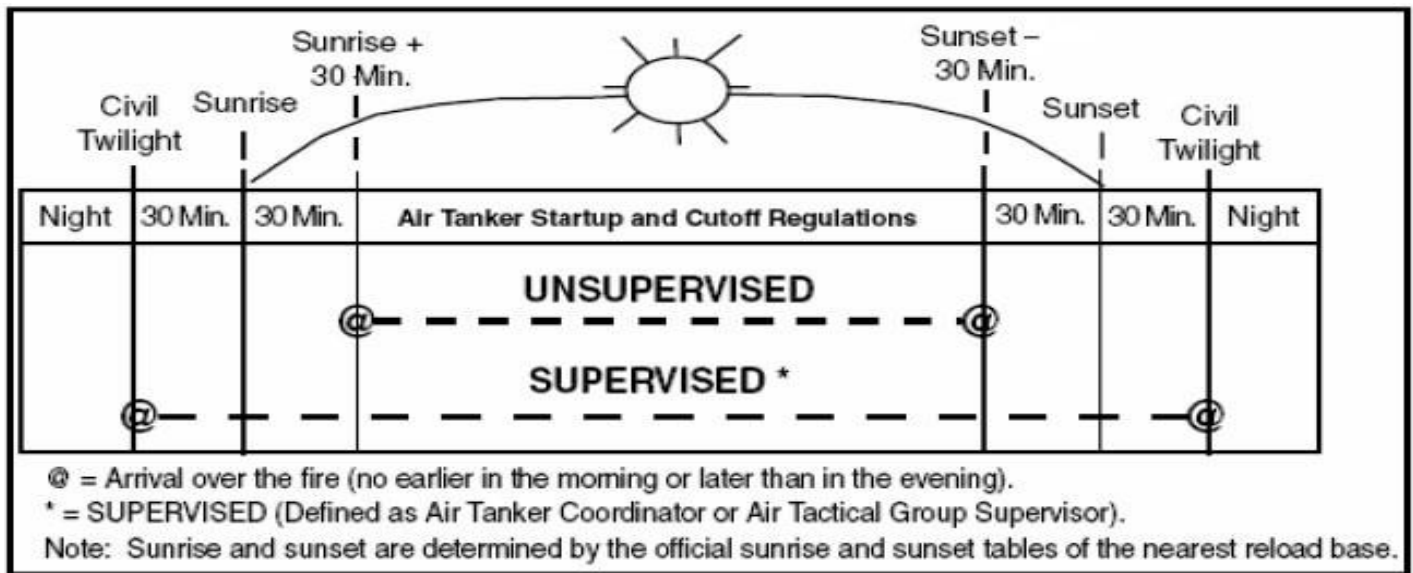 Sunrise +
30 Min.
Sunset –
30 Min.
Civil
Twilight
Sunrise
Sunset
Civil
Twilight
Night 30 Min. 30 Min. Air Tanker Startup and Cutoff Regulations 30 Min. 30 Min. Night
UNSUPERVISED
@ @
SUPERVISED *
@ @
@ = Arrival over the fire (no earlier in the morning or later than in the evening).
* = SUPERVISED (Defined as Air Tanker Coordinator or Air Tactical Group Supervisor).
Note: Sunrise and sunset are determined by the official sunrise and sunset tables of the nearest reload base.